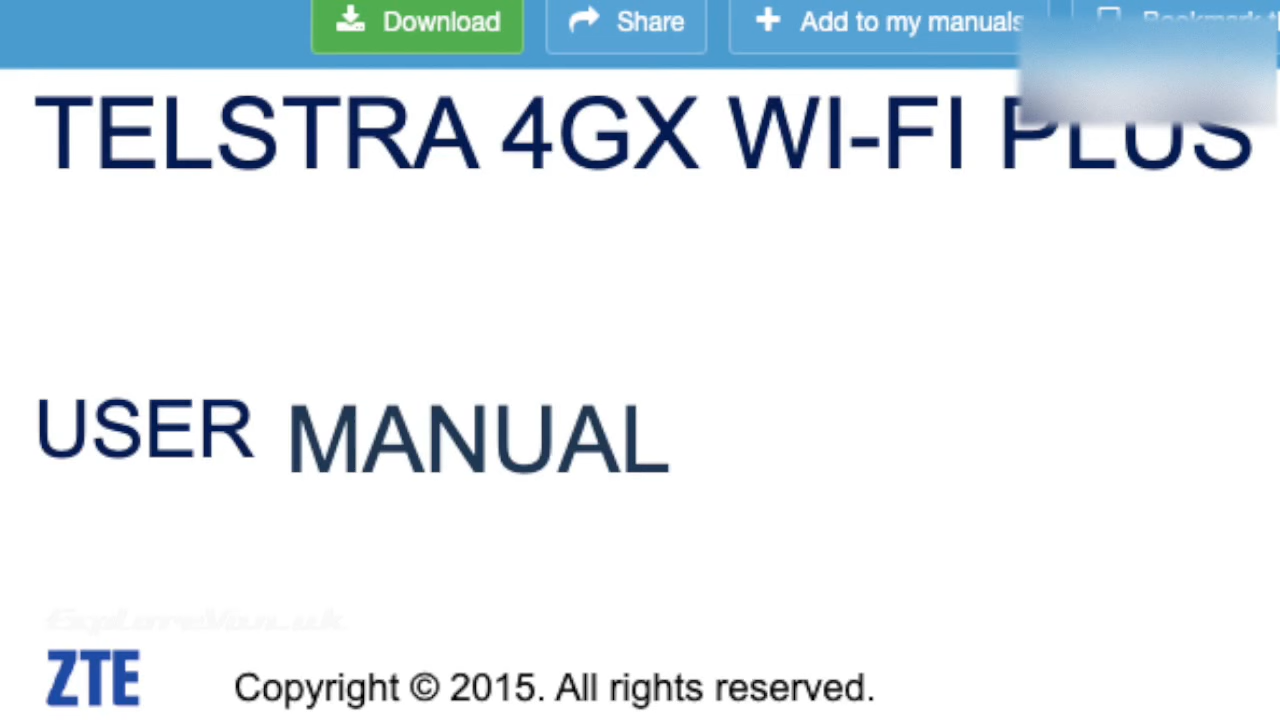 Download Share + Add to my manuals
TELSTRA 4GX WI-FI PLUS
USER MANUAL
ZTE
Copyright © 2015. All rights reserved.